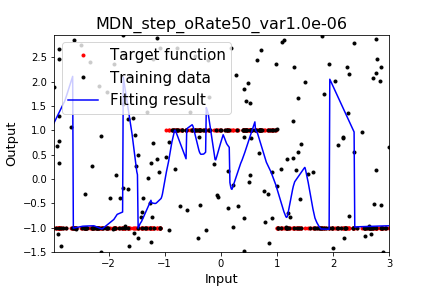 MDN_step_oRate50_var1.0e-06
Target function
Training data
Fitting result
Output
2.5
2.0
1.5
1.0
0.5
0.0
−0.5
−1.0
−1.5
−2
−1
0
1
2
3
Input